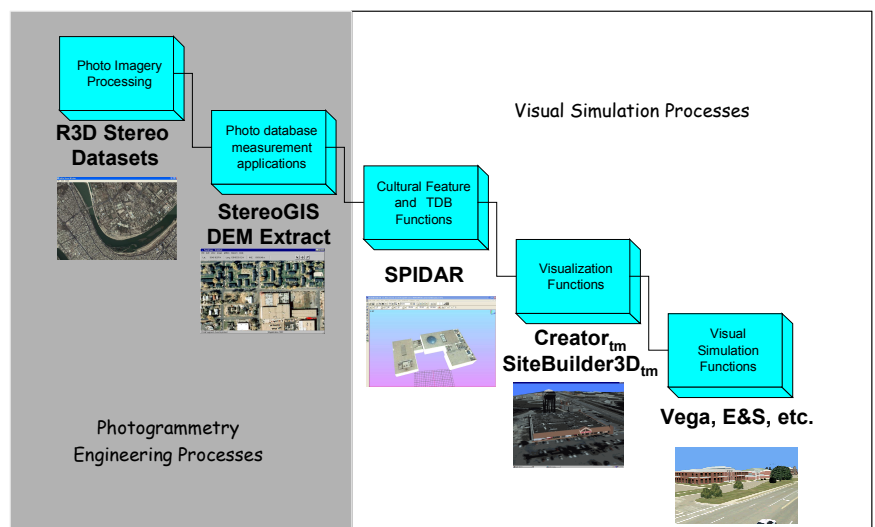 Photo Imagery
Processing
R3D Stereo
Datasets
Photo database
measurement
applications
StereoGIS
DEM Extract
Visual Simulation Processes
Cultural Feature
and TDB
Functions
SPIDAR
Visualization
Functions
Creatortm
SiteBuilder3Dtm
Visual
Simulation
Functions
Vega, E&S, etc.
Photogrammetry
Engineering Processes